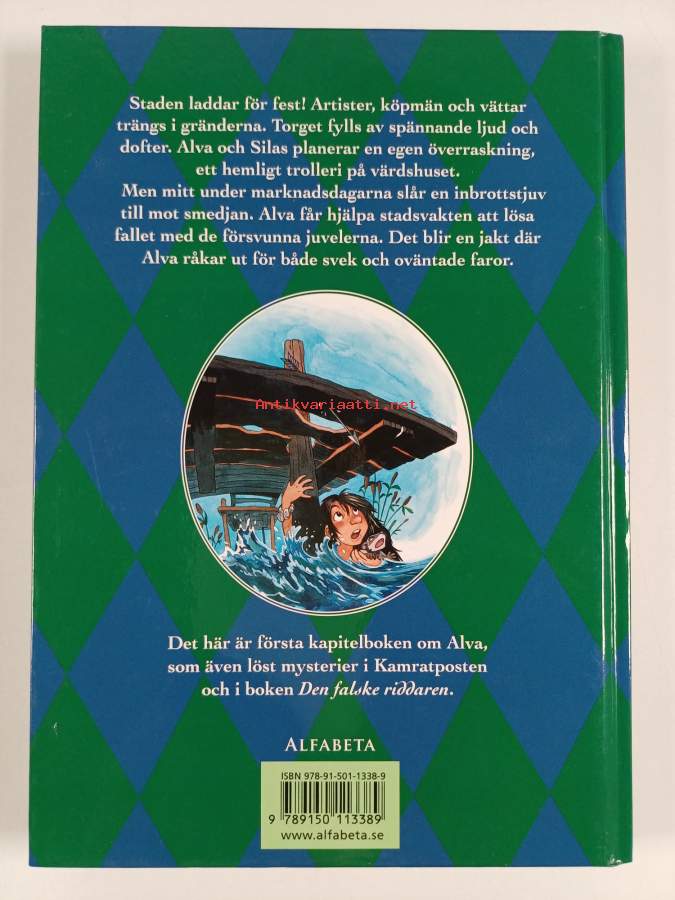 Staden laddar för fest! Artister, köpmän och vättar
trängs i gränderna. Torget fylls av spännande ljud och
dofter. Alva och Silas planerar en egen överraskning,
ett hemligt trolleri på värdshuset.
Men mitt under marknadsdagarna slår en inbrottstjuv
till mot smedjan. Alva får hjälpa stadsvakten att lösa
fallet med de försvunna juvelerna. Det blir en jakt där
Alva råkar ut för både svek och oväntade faror.
Antikvariaatti.net
Det här är första kapitelboken om Alva,
som även löst mysterier i Kamratposten
och i boken Den falske riddaren.
ALFABETA
ISBN 978-91-501-1338-9
9 789150 113389
www.alfabeta.se